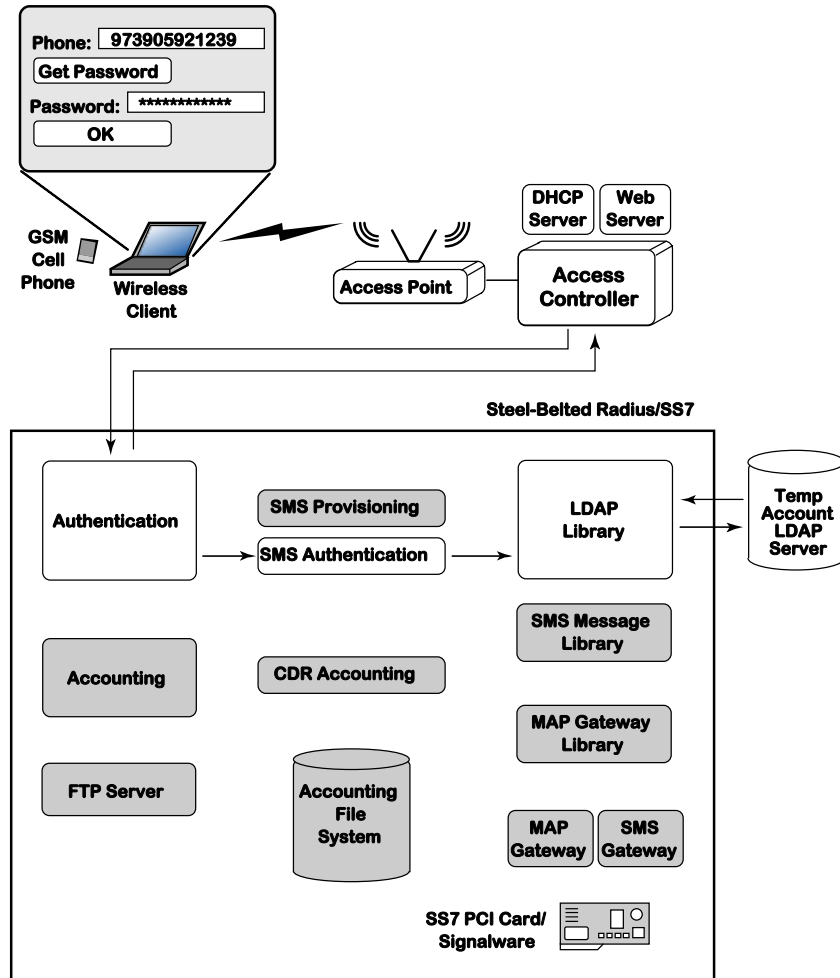 Phone: 973905921239
Get Password
Password: ************
OK
GSM
Cell
Phone
Wireless
Client
Access Point
DHCP
Server
Web
Server
Access
Controller
Steel-Belted Radius/SS7
Authentication
SMS Provisioning
SMS Authentication
LDAP
Library
Temp
Account
LDAP
Server
SMS Message
Library
Accounting
CDR Accounting
MAP Gateway
Library
FTP Server
Accounting
File
System
MAP
Gateway
SMS
Gateway
SS7 PCI Card/
Signalware